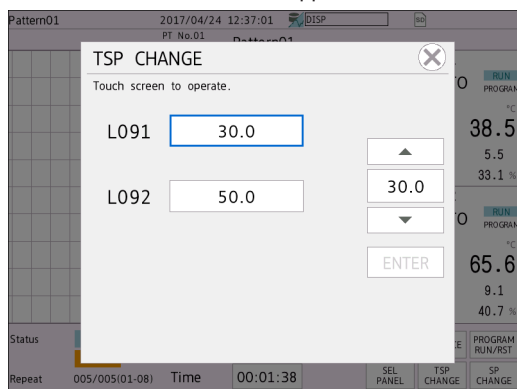 Pattern01 2017/04/24 12:37:01 DISP SD
PT No.01 Pattern01
TSP CHANGE
Touch screen to operate.
L091 30.0
L092 50.0
30.0
ENTER
RUN
PROGRAM
°C
38.5
5.5
33.1 %
RUN
PROGRAM
°C
65.6
9.1
40.7 %
Status
PROGRAM
RUN/RST
Repeat 005/005(01-08) Time 00:01:38
SEL
PANEL
TSP
CHANGE
SP
CHANGE